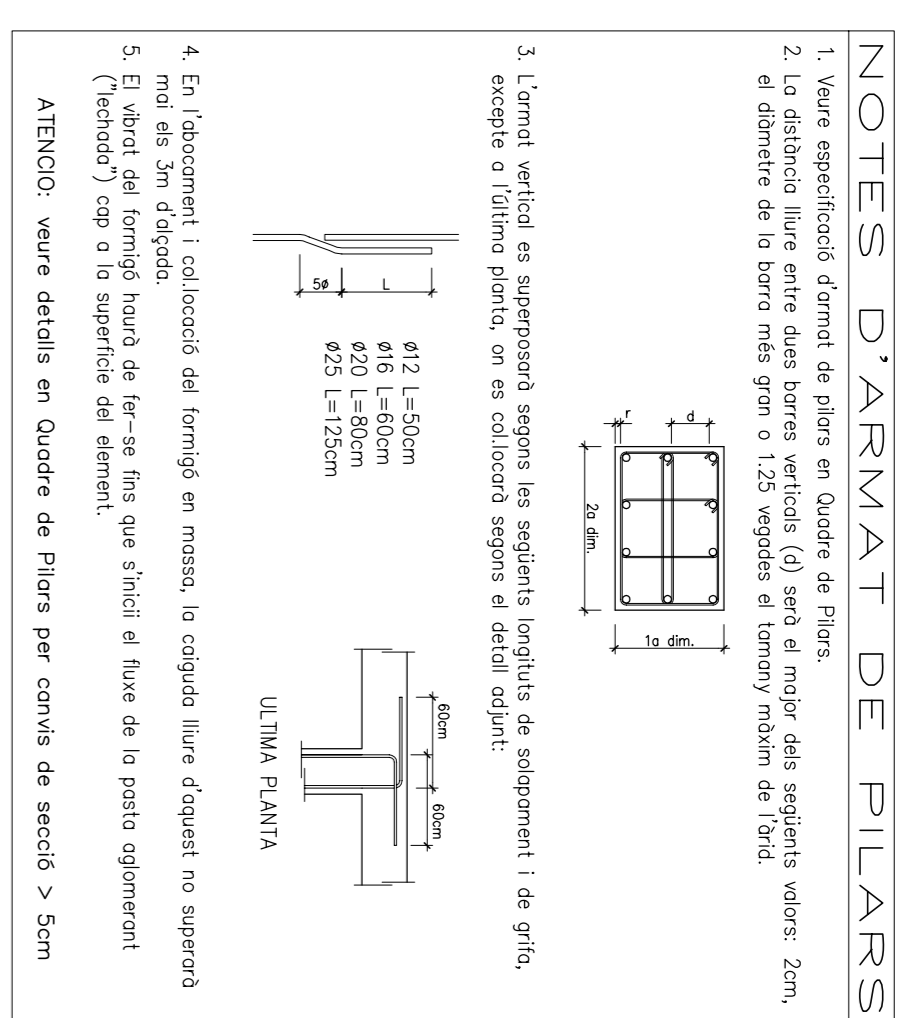 NOTES D'ARMAT DE PILARS
1. Veure especificació d'armat de pilars en Quadre de Pilars.
2. La distància lliure entre dues barres verticals (d) serà el major dels següents valors: 2cm,
el diàmetre de la barra més gran o 1.25 vegades el tamany màxim de l'àrid.
r
d
1a dim.
2a dim.
3. L'armat vertical es superposarà segons les següents longituts de solapament i de grifa,
excepte a l'última planta, on es col.locarà segons el detall adjunt:
5ø
L
ø12 L=50cm
ø16 L=60cm
ø20 L=80cm
ø25 L=125cm
60cm
60cm
ULTIMA PLANTA
4. En l'abocament i col.locació del formigó en massa, la caiguda lliure d'aquest no superarà
mai els 3m d'alçada.
5. El vibrat del formigó haurà de fer-se fins que s'inicii el fluxe de la pasta aglomerant
("lechada") cap a la superficie del element.
ATENCIO: veure detalls en Quadre de Pilars per canvis de secció > 5cm